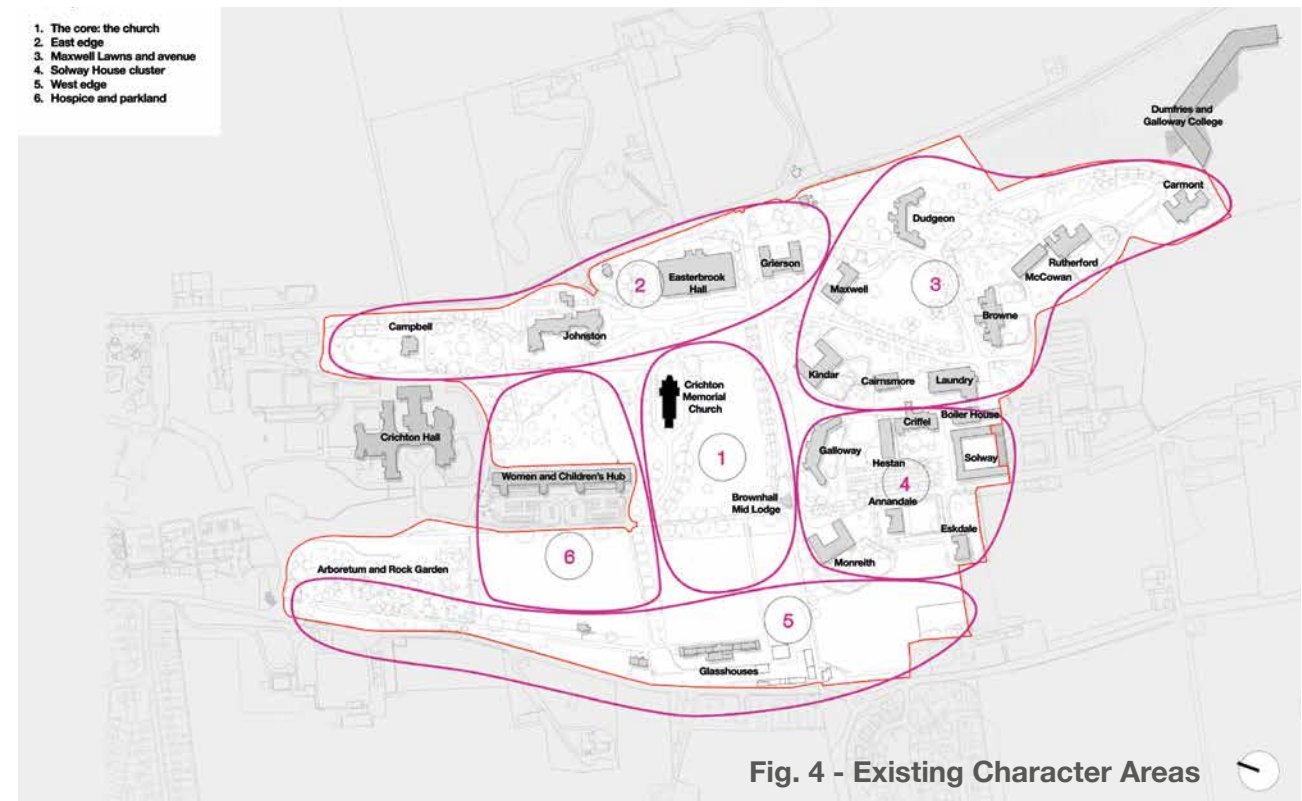 1. The core: the church
2. East edge
3. Maxwell Lawns and avenue
4. Solway House cluster
5. West edge
6. Hospice and parkland
Dumfries and
Galloway College
Carmont
Dudgeon
Rutherford
McCowan
Grierson
Easterbrook
Hall
2
Maxwell
3
Browne
Campbell
Johnston
Kindar
Cairnsmore
Laundry
Crichton
Memorial
Church
Criffel
Boiler House
Crichton Hall
Galloway
Hestan
Solway
1
4
Women and Children's Hub
Brownhall
Mid Lodge
Annandale
Eskdale
6
Monreith
Arboretum and Rock Garden
5
Glasshouses
Fig. 4 - Existing Character Areas